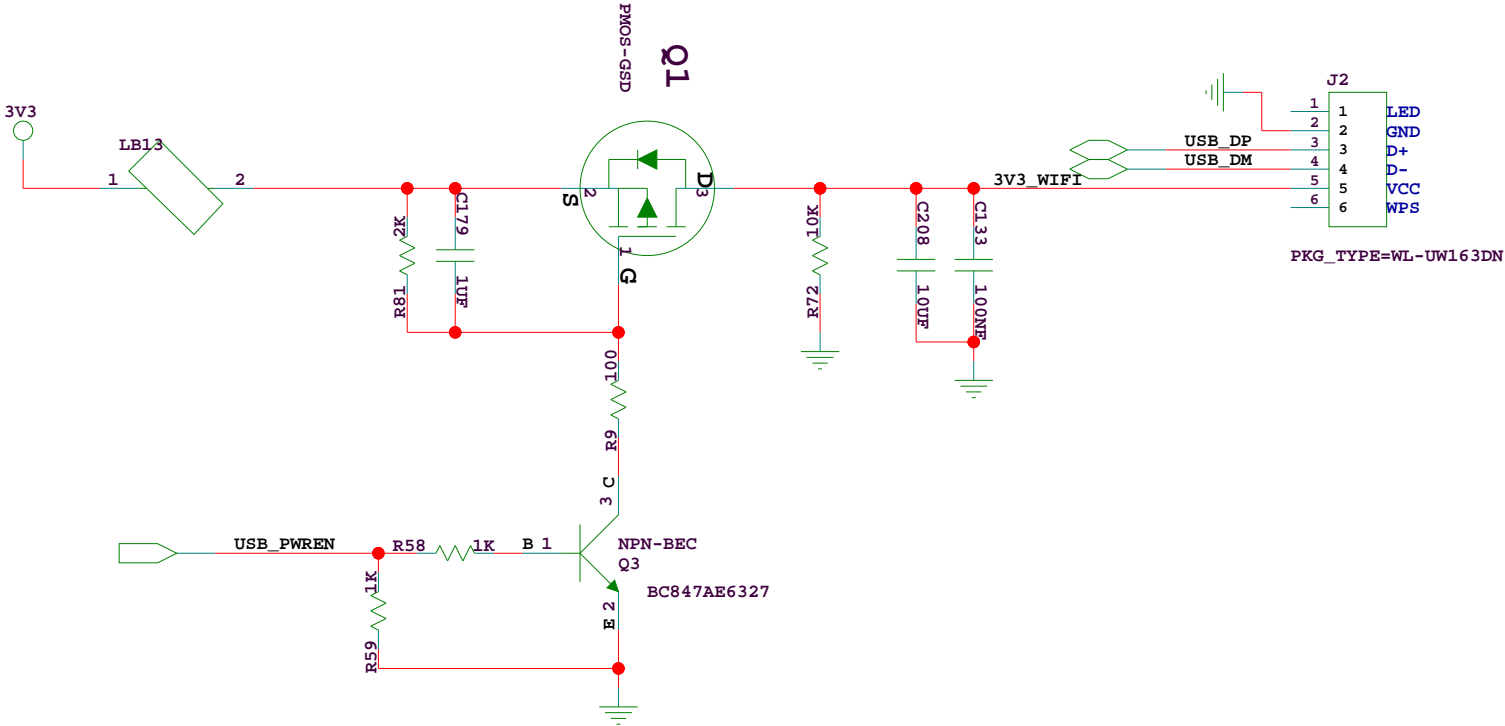 PMOS-GSD
Q1
3V3
LB13
1
2
2K
R81
C179
1UF
S
2
D
3
1
G
10K
R72
C208
10UF
C133
100NF
3V3_WIFI
USB_DP
USB_DM
J2
1 1 LED
2 2 GND
3 3 D+
4 4 D-
5 5 VCC
6 6 WPS
PKG_TYPE=WL-UW163DN
100
R9
3 C
USB_PWREN
R58 1K
B 1
NPN-BEC
Q3
BC847AE6327
E 2
1K
R59